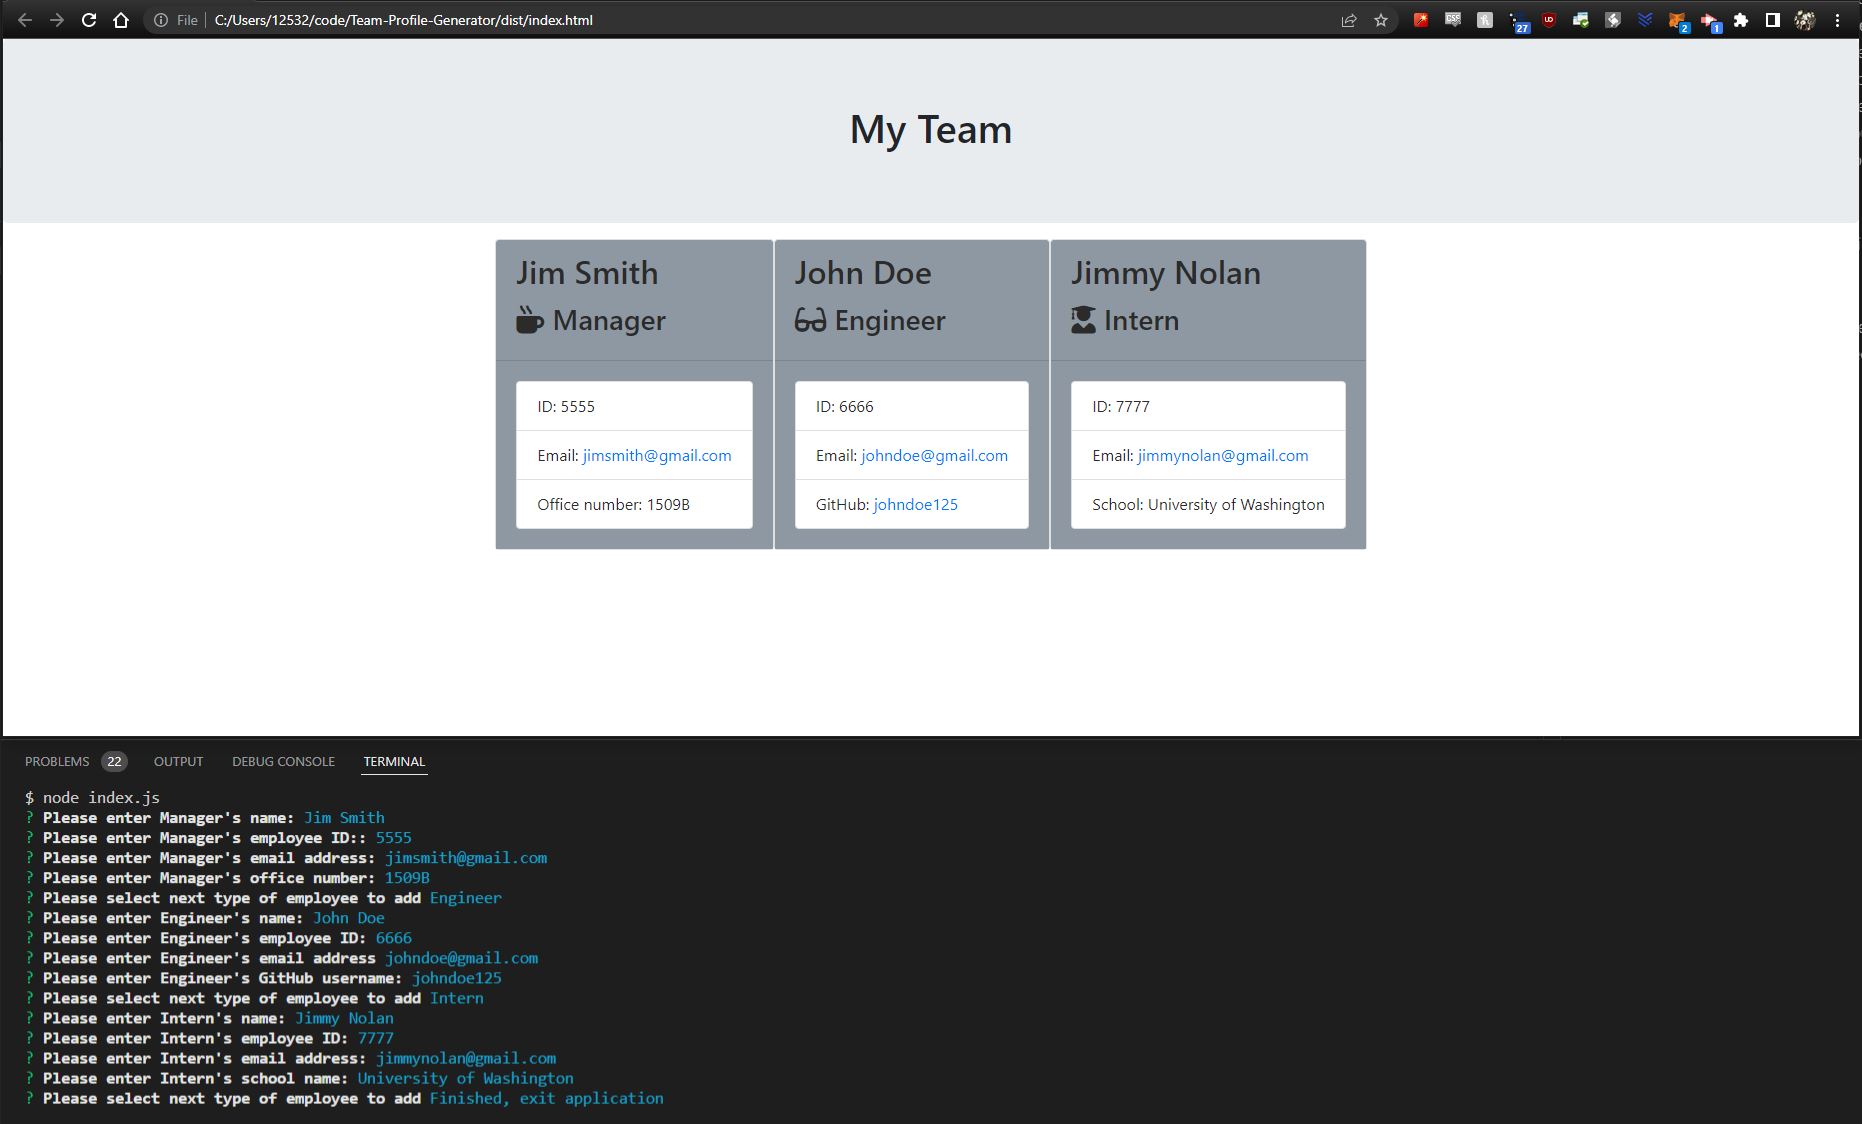 File C:/Users/12532/code/Team-Profile-Generator/dist/index.html
27 2 1
My Team
Jim Smith
Manager
ID: 5555
Email: jimsmith@gmail.com
Office number: 1509B
John Doe
Engineer
ID: 6666
Email: johndoe@gmail.com
GitHub: johndoe125
Jimmy Nolan
Intern
ID: 7777
Email: jimmynolan@gmail.com
School: University of Washington
PROBLEMS 22 OUTPUT DEBUG CONSOLE TERMINAL
$ node index.js
? Please enter Manager's name: Jim Smith
? Please enter Manager's employee ID:: 5555
? Please enter Manager's email address: jimsmith@gmail.com
? Please enter Manager's office number: 1509B
? Please select next type of employee to add Engineer
? Please enter Engineer's name: John Doe
? Please enter Engineer's employee ID: 6666
? Please enter Engineer's email address johndoe@gmail.com
? Please enter Engineer's GitHub username: johndoe125
? Please select next type of employee to add Intern
? Please enter Intern's name: Jimmy Nolan
? Please enter Intern's employee ID: 7777
? Please enter Intern's email address: jimmynolan@gmail.com
? Please enter Intern's school name: University of Washington
? Please select next type of employee to add Finished, exit application